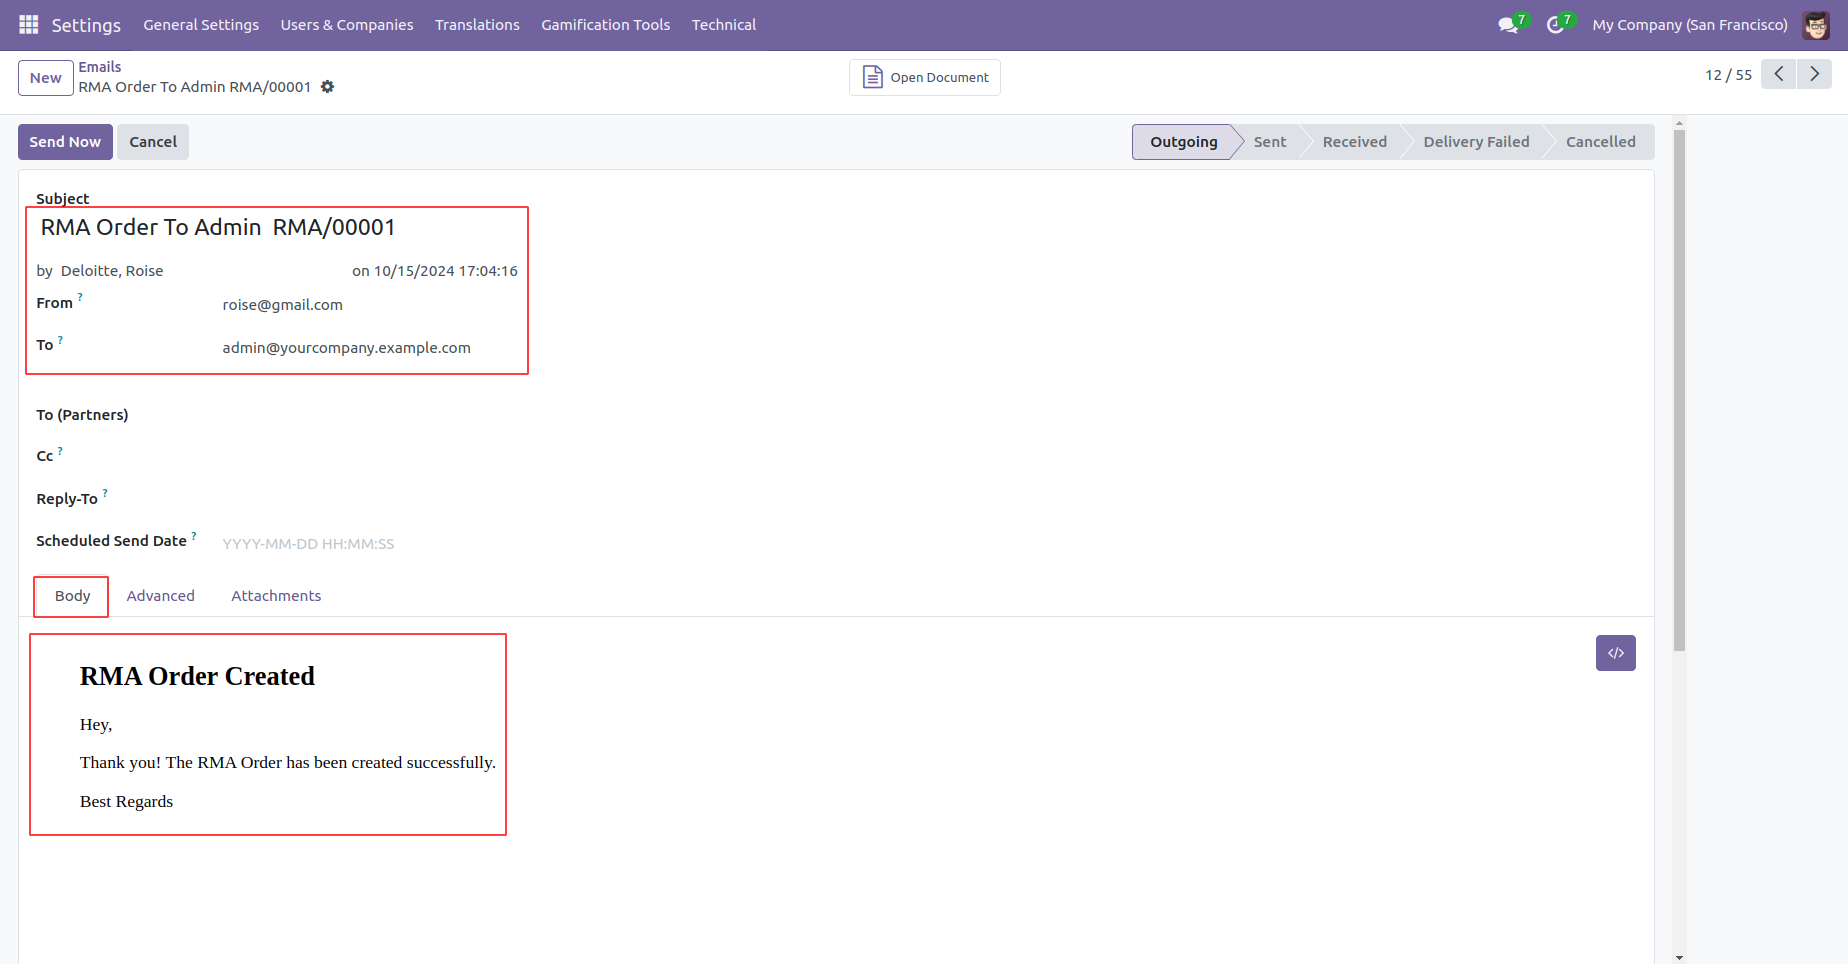 Settings General Settings Users & Companies Translations Gamification Tools Technical 7 7 My Company (San Francisco)
New Emails
RMA Order To Admin RMA/00001
Open Document
12 / 55
Send Now Cancel
Outgoing Sent Received Delivery Failed Cancelled
Subject
RMA Order To Admin RMA/00001
by Deloitte, Roise on 10/15/2024 17:04:16
From ? roise@gmail.com
To ? admin@yourcompany.example.com
To (Partners)
Cc ?
Reply-To ?
Scheduled Send Date ? YYYY-MM-DD HH:MM:SS
Body Advanced Attachments
</>
RMA Order Created
Hey,
Thank you! The RMA Order has been created successfully.
Best Regards